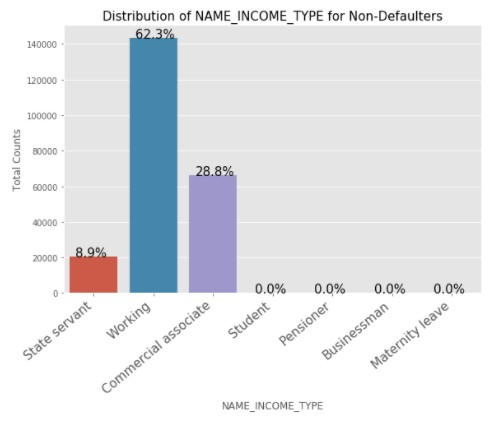 Distribution of NAME_INCOME_TYPE for Non-Defaulters
Total Counts
140000
120000
100000
80000
60000
40000
20000
0
8.9%
62.3%
28.8%
0.0%
0.0%
0.0%
0.0%
State servant
Working
Commercial associate
Student
Pensioner
Businessman
Maternity leave
NAME_INCOME_TYPE